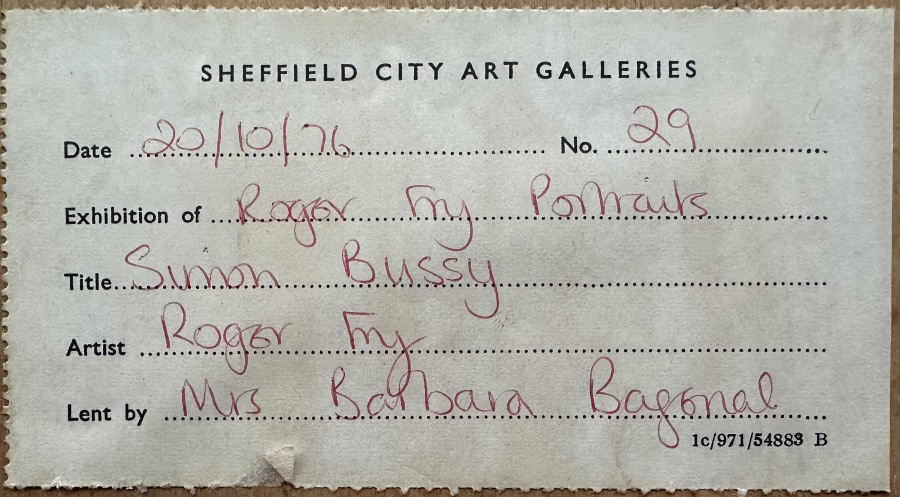 SHEFFIELD CITY ART GALLERIES
Date 20/10/76 No. 29
Exhibition of Roger Fry Portraits
Title Simon Bussy
Artist Roger Fry
Lent by Mrs Barbara Bagenal
1c/971/54883 B